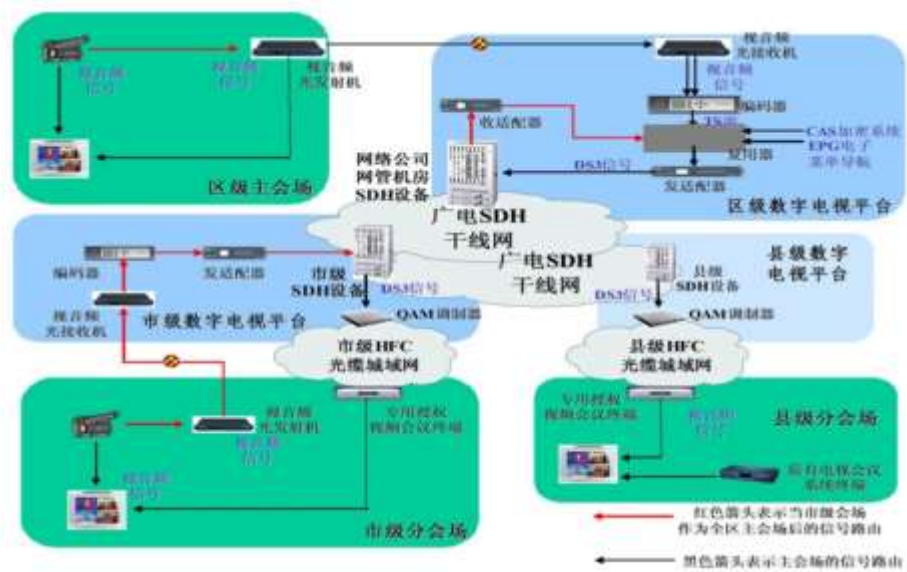 视音频
信号
视音频
信号
视音频
光发射机
区级主会场
视音频
光接收机
视音频
信号
编码器
TS流
复用器
CAS加密系统
EPG电子
菜单导航
收适配器
DS3信号
发适配器
网络公司
网管机房
SDH设备
区级数字电视平台
广电SDH
干线网
广电SDH
干线网
编码器
发适配器
市级
SDH设备
DS3信号
视音频
光接收机
市级数字电视平台
QAM调制器
县级数字
电视平台
县级
SDH设备
DS3信号
QAM调制器
市级HFC
光缆城域网
县级HFC
光缆城域网
视音频
光发射机
视音频
信号
视音频
信号
专用授权
视频会议终端
市级分会场
专用授权
视频会议终端
视音频
信号
县级分会场
原有电视会议
系统终端
红色箭头表示当市级会场
作为全区主会场后的信号路由
黑色箭头表示主会场的信号路由